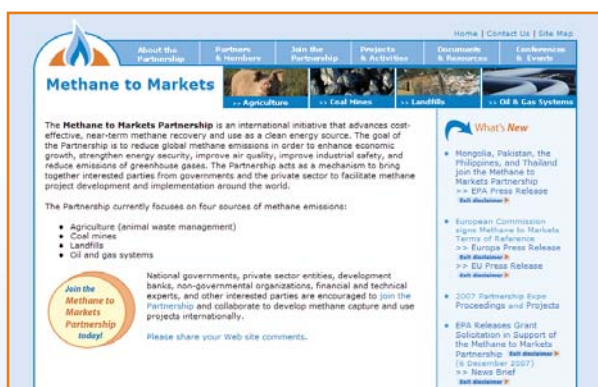 Home | Contact Us | Site Map
About the Partnership
Partners & Members
Join the Partnership
Projects & Activities
Documents & Resources
Conferences & Events
Methane to Markets
>> Agriculture
>> Coal Mines
>> Landfills
>> Oil & Gas Systems
The Methane to Markets Partnership is an international initiative that advances cost-
effective, near-term methane recovery and use as a clean energy source. The goal of
the Partnership is to reduce global methane emissions in order to enhance economic
growth, strengthen energy security, improve air quality, improve industrial safety, and
reduce emissions of greenhouse gases. The Partnership acts as a mechanism to bring
together interested parties from governments and the private sector to facilitate methane
project development and implementation around the world.
The Partnership currently focuses on four sources of methane emissions:
• Agriculture (animal waste management)
• Coal mines
• Landfills
• Oil and gas systems
Join the
Methane to
Markets
Partnership
today!
National governments, private sector entities, development
banks, non-governmental organizations, financial and technical
experts, and other interested parties are encouraged to join the
Partnership and collaborate to develop methane capture and use
projects internationally.
Please share your Web site comments.
What's New
• Mongolia, Pakistan, the
Philippines, and Thailand
join the Methane to
Markets Partnership
>> EPA Press Release
Exit disclaimer
• European Commission
signs Methane to Markets
Terms of Reference
>> Europa Press Release
Exit disclaimer
>> EU Press Release
Exit disclaimer
• 2007 Partnership Expo
Proceedings and Projects
• EPA Releases Grant
Solicitation in Support of
the Methane to Markets
Partnership Exit disclaimer
(6 December 2007)
>> News Brief
Exit disclaimer